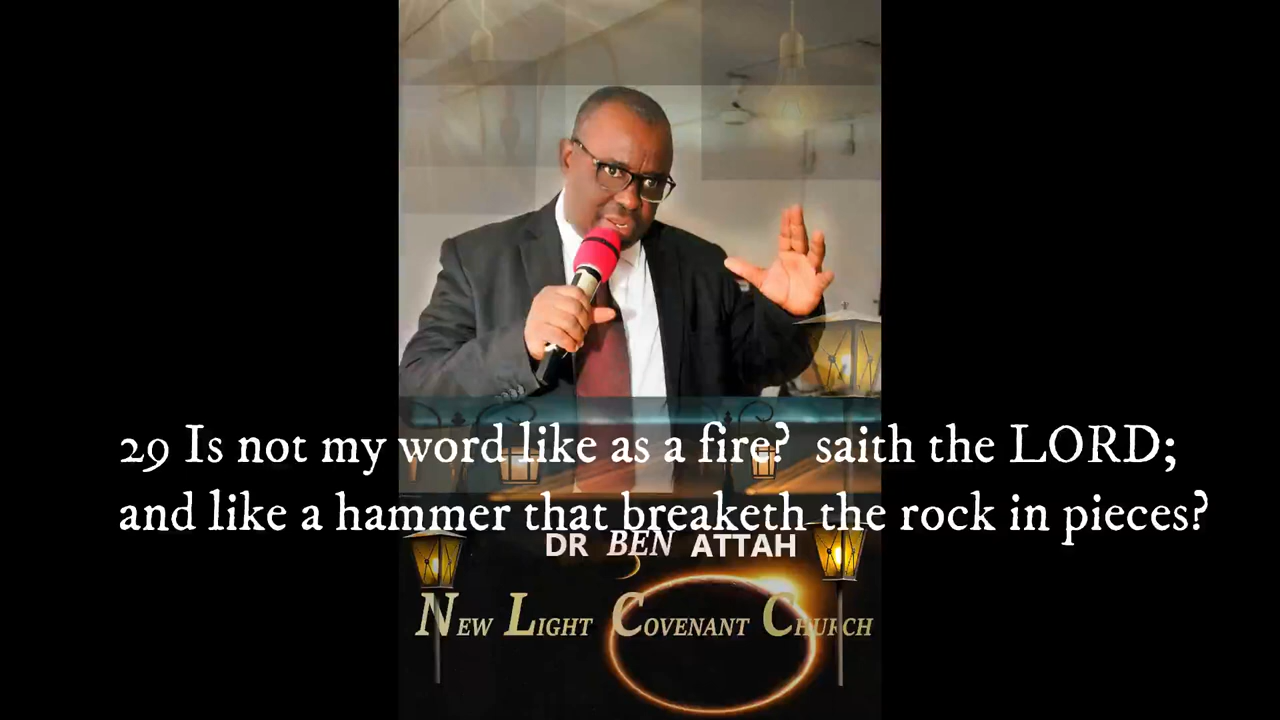 29 Is not my word like as a fire?  saith the LORD;
and like a hammer that breaketh the rock in pieces?
DR BEN ATTAH
NEW LIGHT COVENANT CHURCH